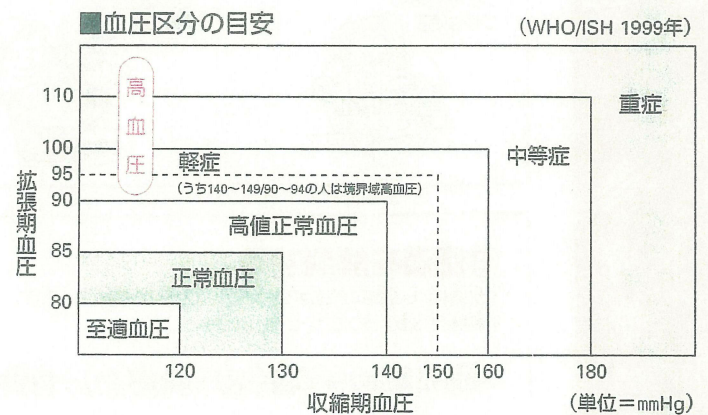 ■血圧区分の目安
(WHO/ISH 1999年)
高血圧
重症
110
中等症
100
軽症
95
(うち140～149/90～94の人は境界域高血圧)
90
高値正常血圧
拡張期血圧
85
正常血圧
80
至適血圧
120 130 140 150 160 180
収縮期血圧
(単位＝mmHg)